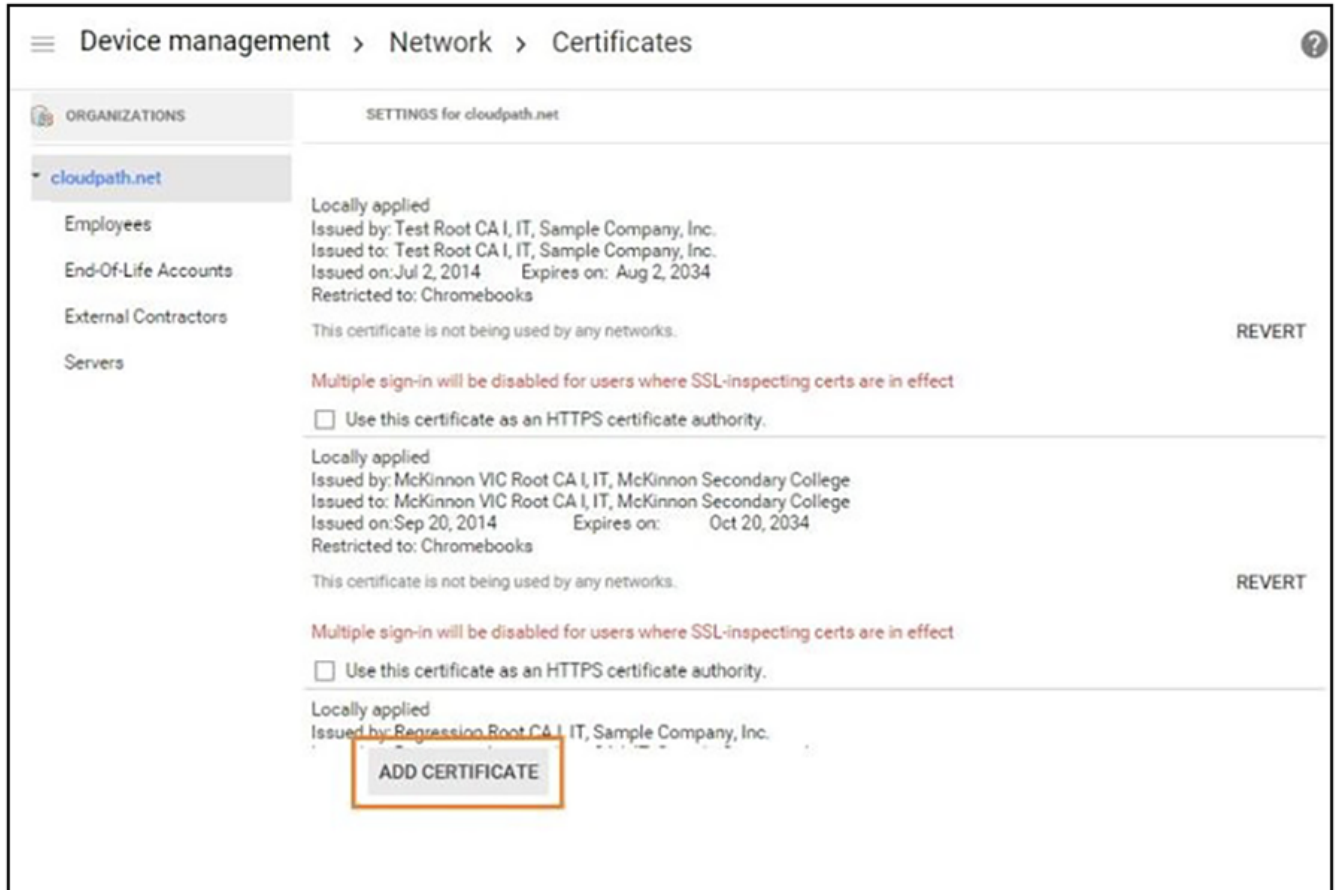 Device management > Network > Certificates
ORGANIZATIONS
SETTINGS for cloudpath.net
cloudpath.net
Employees
End-Of-Life Accounts
External Contractors
Servers
Locally applied
Issued by: Test Root CA I, IT, Sample Company, Inc.
Issued to: Test Root CA I, IT, Sample Company, Inc.
Issued on: Jul 2, 2014 Expires on: Aug 2, 2034
Restricted to: Chromebooks
This certificate is not being used by any networks.
REVERT
Multiple sign-in will be disabled for users where SSL-inspecting certs are in effect
Use this certificate as an HTTPS certificate authority.
Locally applied
Issued by: McKinnon VIC Root CA I, IT, McKinnon Secondary College
Issued to: McKinnon VIC Root CA I, IT, McKinnon Secondary College
Issued on: Sep 20, 2014 Expires on: Oct 20, 2034
Restricted to: Chromebooks
This certificate is not being used by any networks.
REVERT
Multiple sign-in will be disabled for users where SSL-inspecting certs are in effect
Use this certificate as an HTTPS certificate authority.
Locally applied
Issued by: Regression Root CA I, IT, Sample Company, Inc.
ADD CERTIFICATE